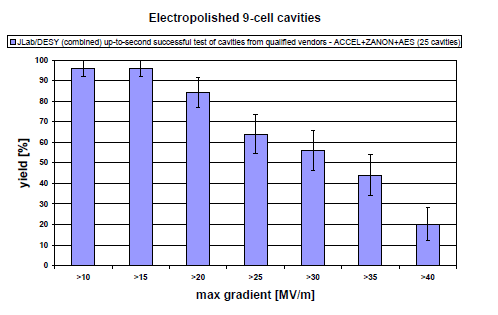 Electropolished 9-cell cavities
JLab/DESY (combined) up-to-second successful test of cavities from qualified vendors - ACCEL+ZANON+AES (25 cavities)
100
90
80
70
60
50
40
30
20
10
0
yield [%]
>10 >15 >20 >25 >30 >35 >40
max gradient [MV/m]